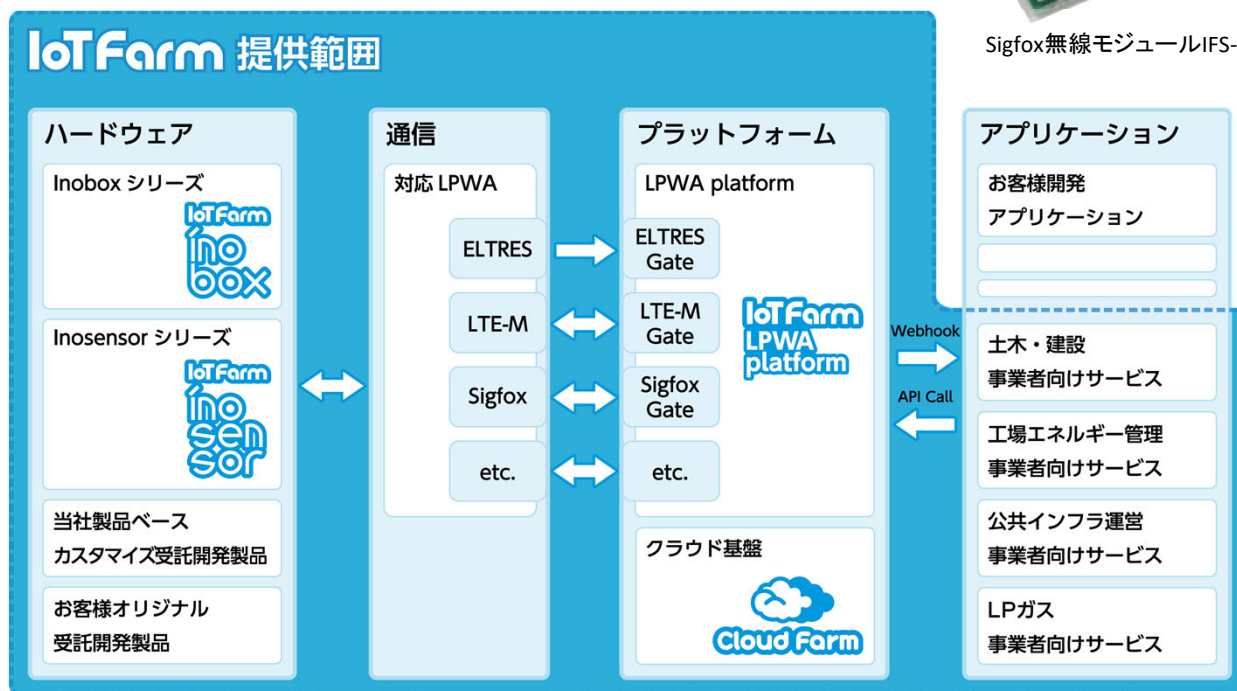 IoTFarm 提供範囲
Sigfox無線モジュールIFS-
ハードウェア
Inobox シリーズ
IoTFarm
ino
box
Inosensor シリーズ
IoTFarm
ino
sen
sor
当社製品ベース
カスタマイズ受託開発製品
お客様オリジナル
受託開発製品
通信
対応 LPWA
ELTRES
LTE-M
Sigfox
etc.
プラットフォーム
LPWA platform
ELTRES
Gate
LTE-M
Gate
Sigfox
Gate
etc.
IoTFarm
LPWA
platform
クラウド基盤
Cloud Farm
Webhook
API Call
アプリケーション
お客様開発
アプリケーション
土木・建設
事業者向けサービス
工場エネルギー管理
事業者向けサービス
公共インフラ運営
事業者向けサービス
LPガス
事業者向けサービス